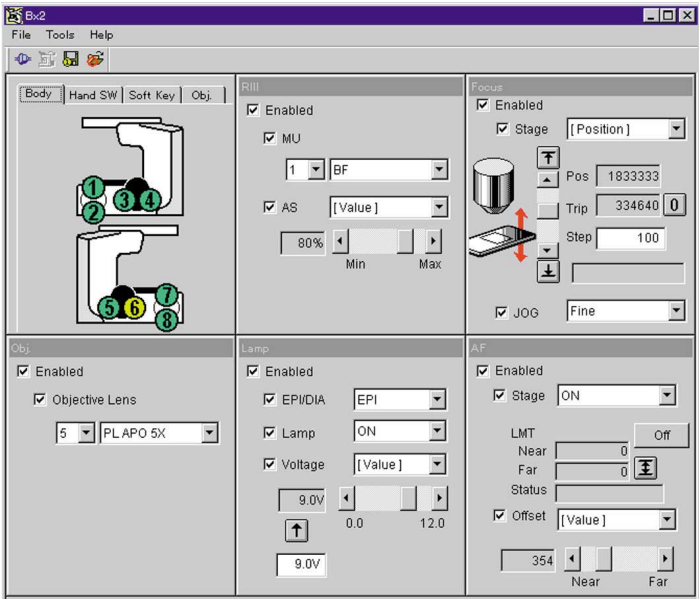 Bx2
File Tools Help
Body Hand SW Soft Key Obj.
1
2
3 4
5 6
7
8
RIII
Enabled
MU
1 BF
AS [Value]
80%
Min Max
Focus
Enabled
Stage [Position]
Pos 1833333
Trip 334640 0
Step 100
JOG Fine
Obj.
Enabled
Objective Lens
5 PL APO 5X
Lamp
Enabled
EPI/DIA EPI
Lamp ON
Voltage [Value]
9.0V
0.0 12.0
9.0V
AF
Enabled
Stage ON
LMT Off
Near 0
Far 0
Status
Offset [Value]
354
Near Far